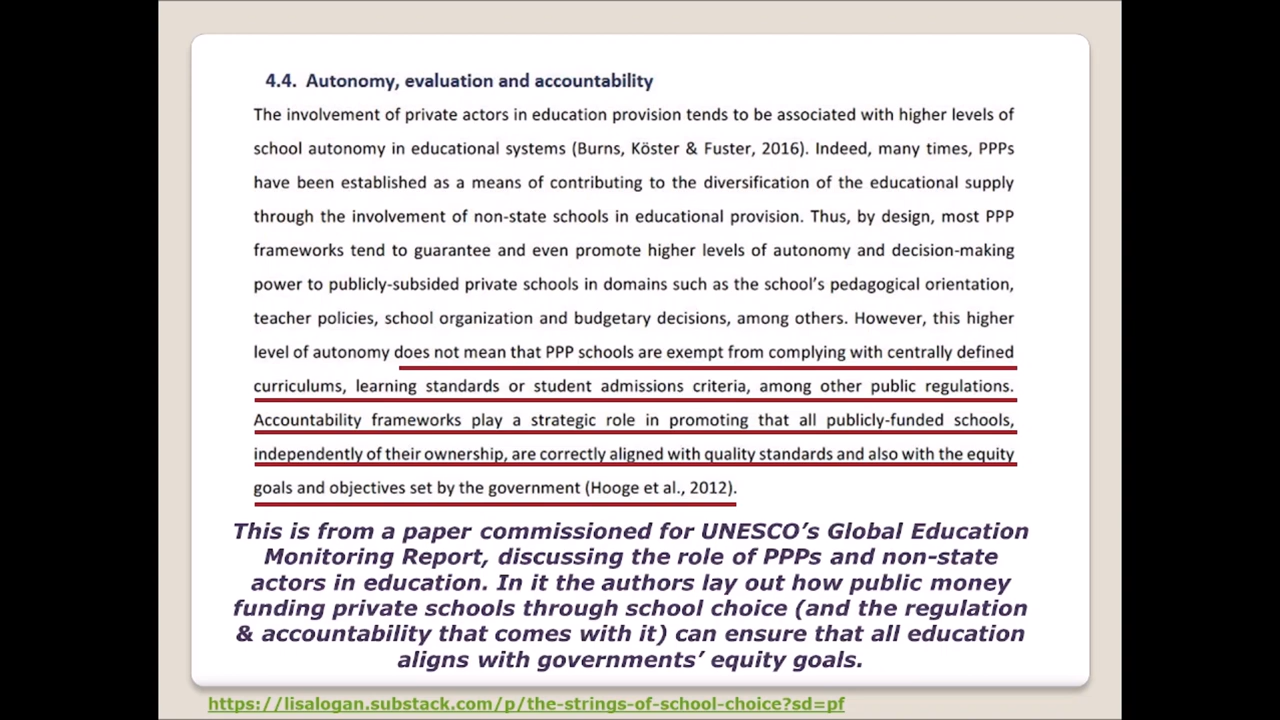 4.4. Autonomy, evaluation and accountability
The involvement of private actors in education provision tends to be associated with higher levels of
school autonomy in educational systems (Burns, Köster & Fuster, 2016). Indeed, many times, PPPs
have been established as a means of contributing to the diversification of the educational supply
through the involvement of non-state schools in educational provision. Thus, by design, most PPP
frameworks tend to guarantee and even promote higher levels of autonomy and decision-making
power to publicly-subsided private schools in domains such as the school's pedagogical orientation,
teacher policies, school organization and budgetary decisions, among others. However, this higher
level of autonomy does not mean that PPP schools are exempt from complying with centrally defined
curriculums, learning standards or student admissions criteria, among other public regulations.
Accountability frameworks play a strategic role in promoting that all publicly-funded schools,
independently of their ownership, are correctly aligned with quality standards and also with the equity
goals and objectives set by the government (Hooge et al., 2012).
This is from a paper commissioned for UNESCO's Global Education
Monitoring Report, discussing the role of PPPs and non-state
actors in education. In it the authors lay out how public money
funding private schools through school choice (and the regulation
& accountability that comes with it) can ensure that all education
aligns with governments' equity goals.
https://lisalogan.substack.com/p/the-strings-of-school-choice?sd=pf